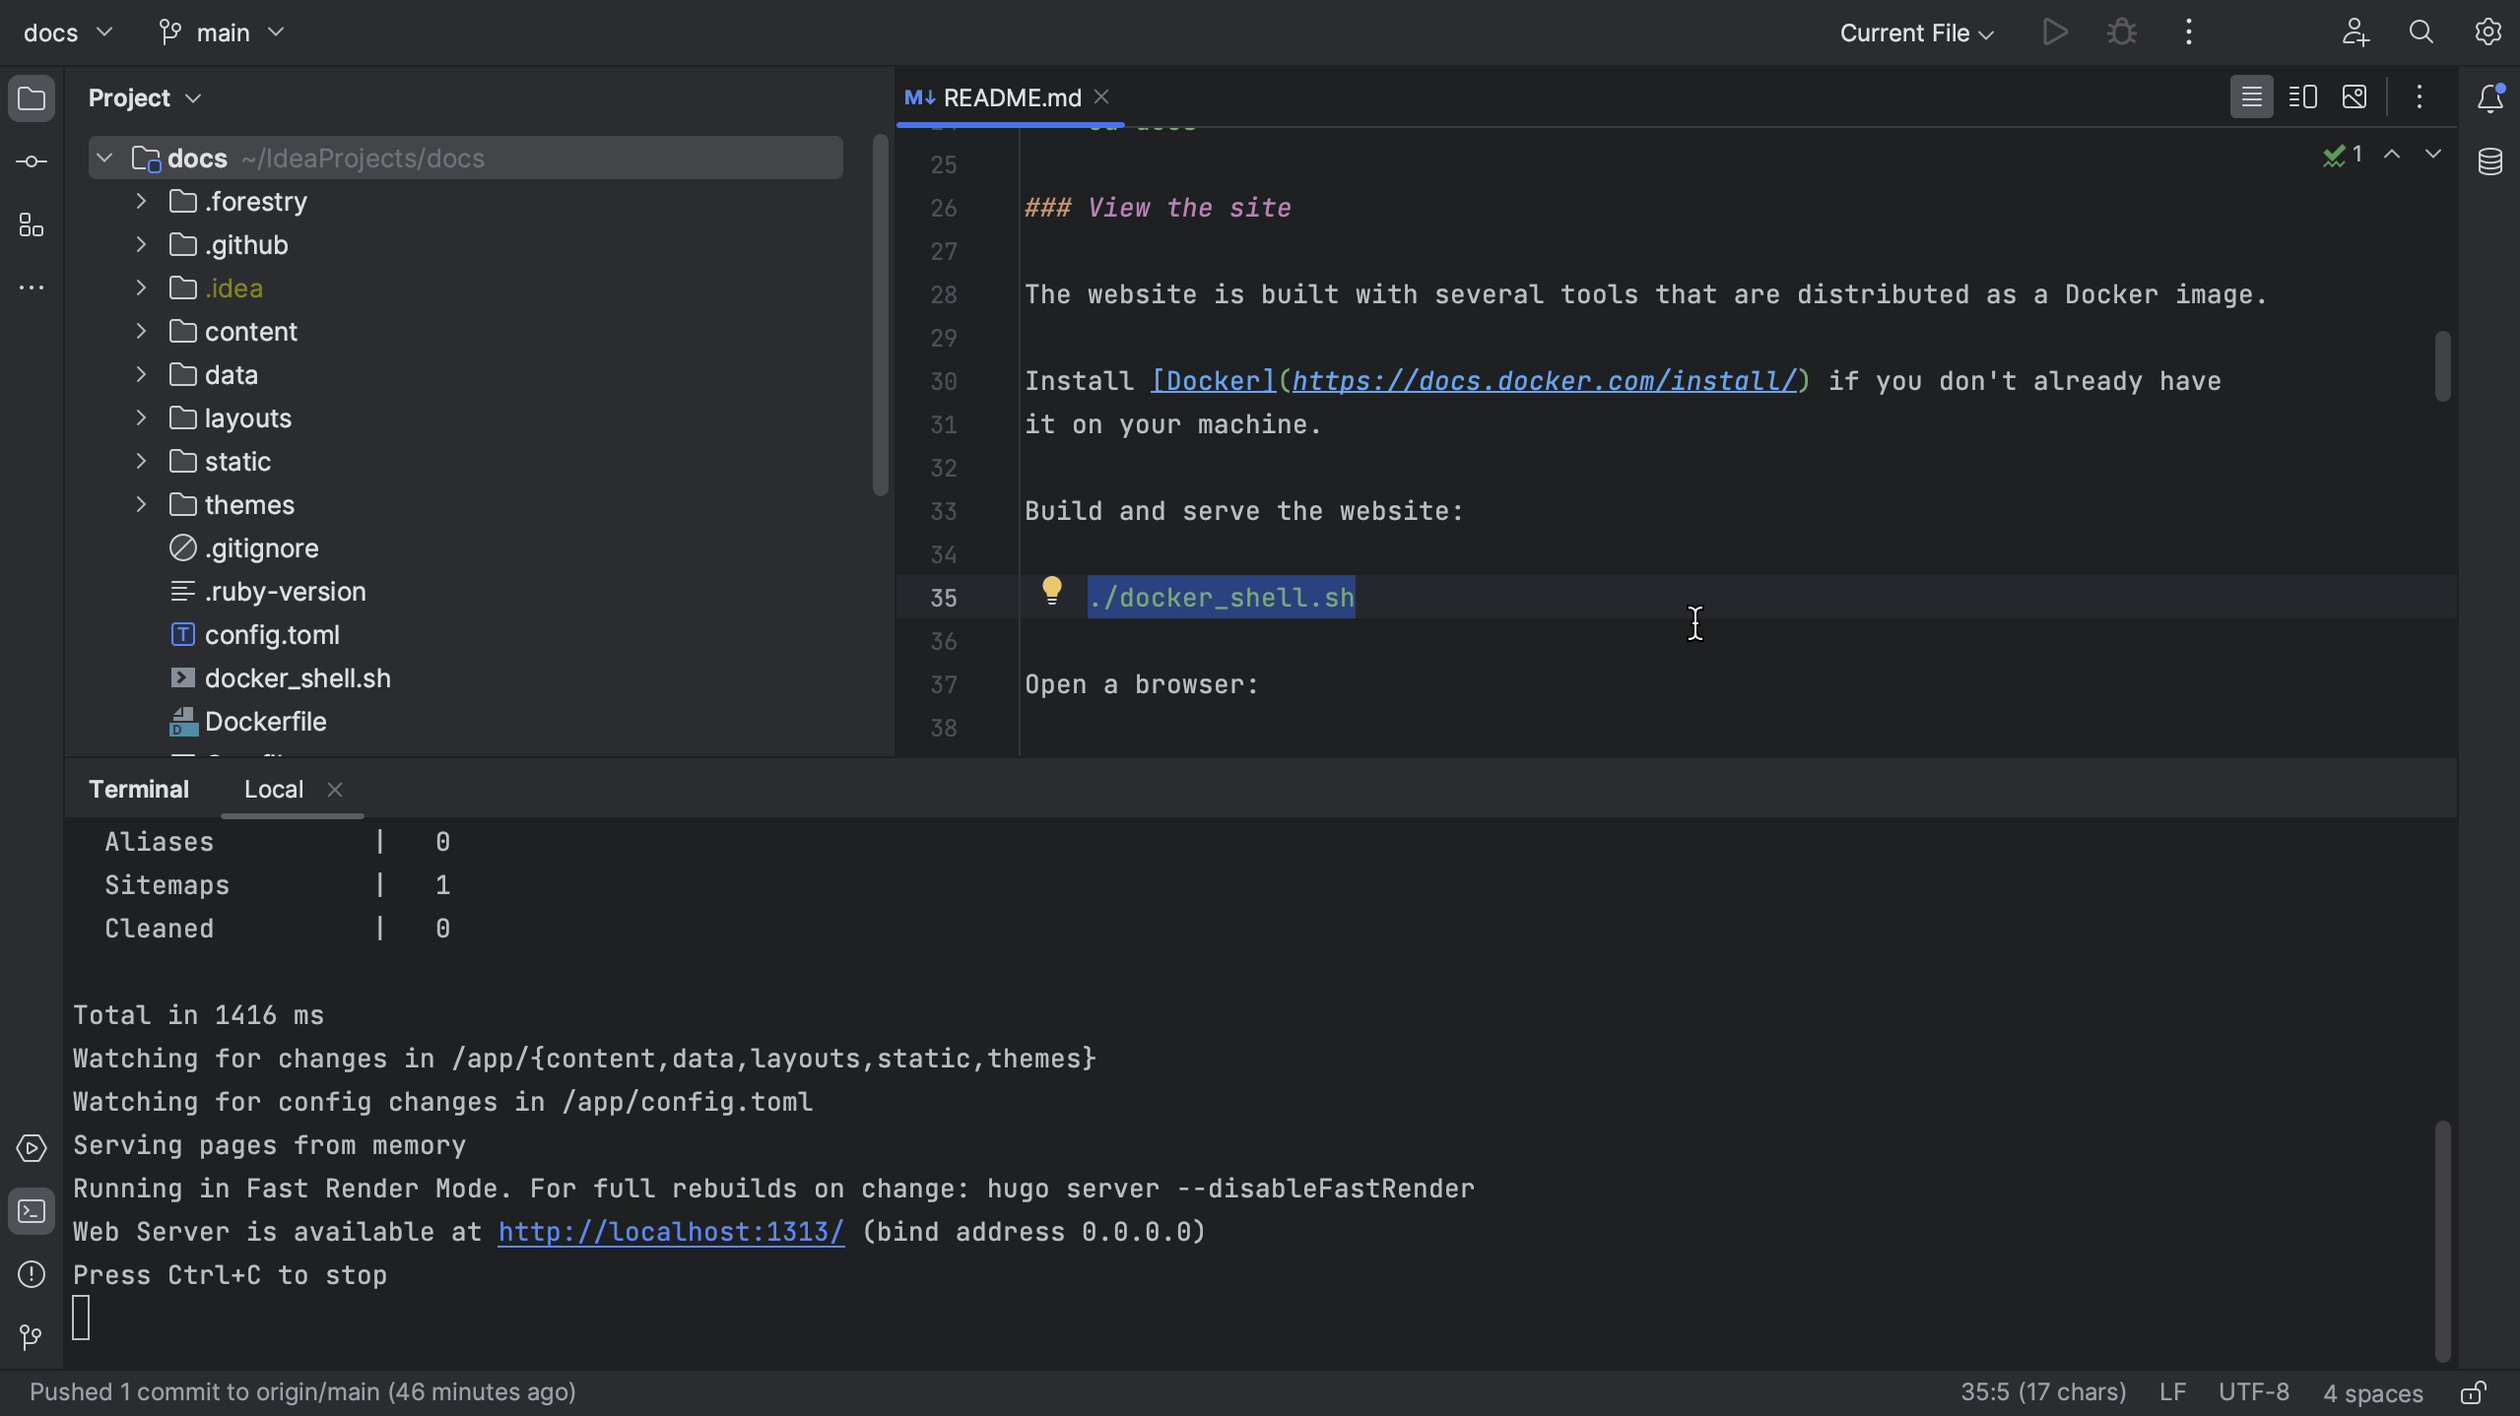 docs
main
Current File
Project
docs ~/IdeaProjects/docs
.forestry
.github
.idea
content
data
layouts
static
themes
.gitignore
.ruby-version
config.toml
docker_shell.sh
Dockerfile
README.md
1
25
26 ### View the site
27
28 The website is built with several tools that are distributed as a Docker image.
29
30 Install [Docker](https://docs.docker.com/install/) if you don't already have
31 it on your machine.
32
33 Build and serve the website:
34
35 ./docker_shell.sh
36
37 Open a browser:
38
Terminal Local
Aliases | 0
Sitemaps | 1
Cleaned | 0
Total in 1416 ms
Watching for changes in /app/{content,data,layouts,static,themes}
Watching for config changes in /app/config.toml
Serving pages from memory
Running in Fast Render Mode. For full rebuilds on change: hugo server --disableFastRender
Web Server is available at http://localhost:1313/ (bind address 0.0.0.0)
Press Ctrl+C to stop
Pushed 1 commit to origin/main (46 minutes ago)
35:5 (17 chars) LF UTF-8 4 spaces